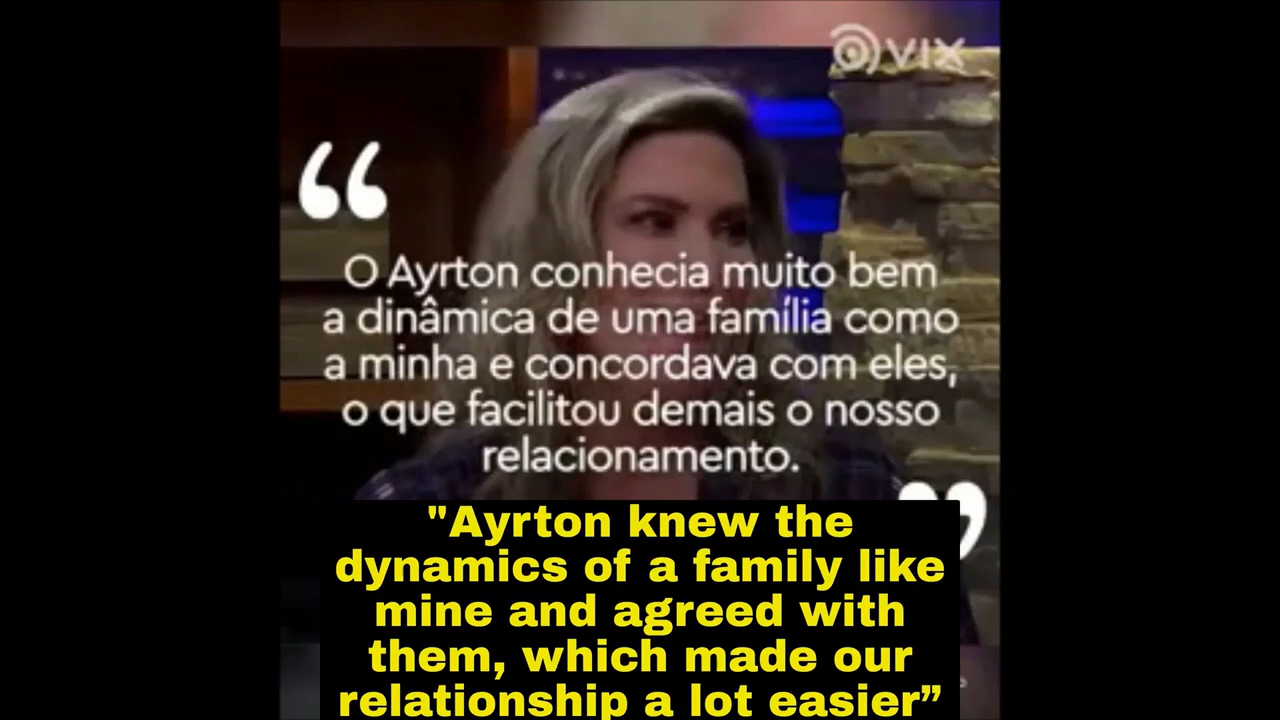 VIX
“
O Ayrton conhecia muito bem
a dinâmica de uma família como
a minha e concordava com eles,
o que facilitou demais o nosso
relacionamento.
”
"Ayrton knew the
dynamics of a family like
mine and agreed with
them, which made our
relationship a lot easier”